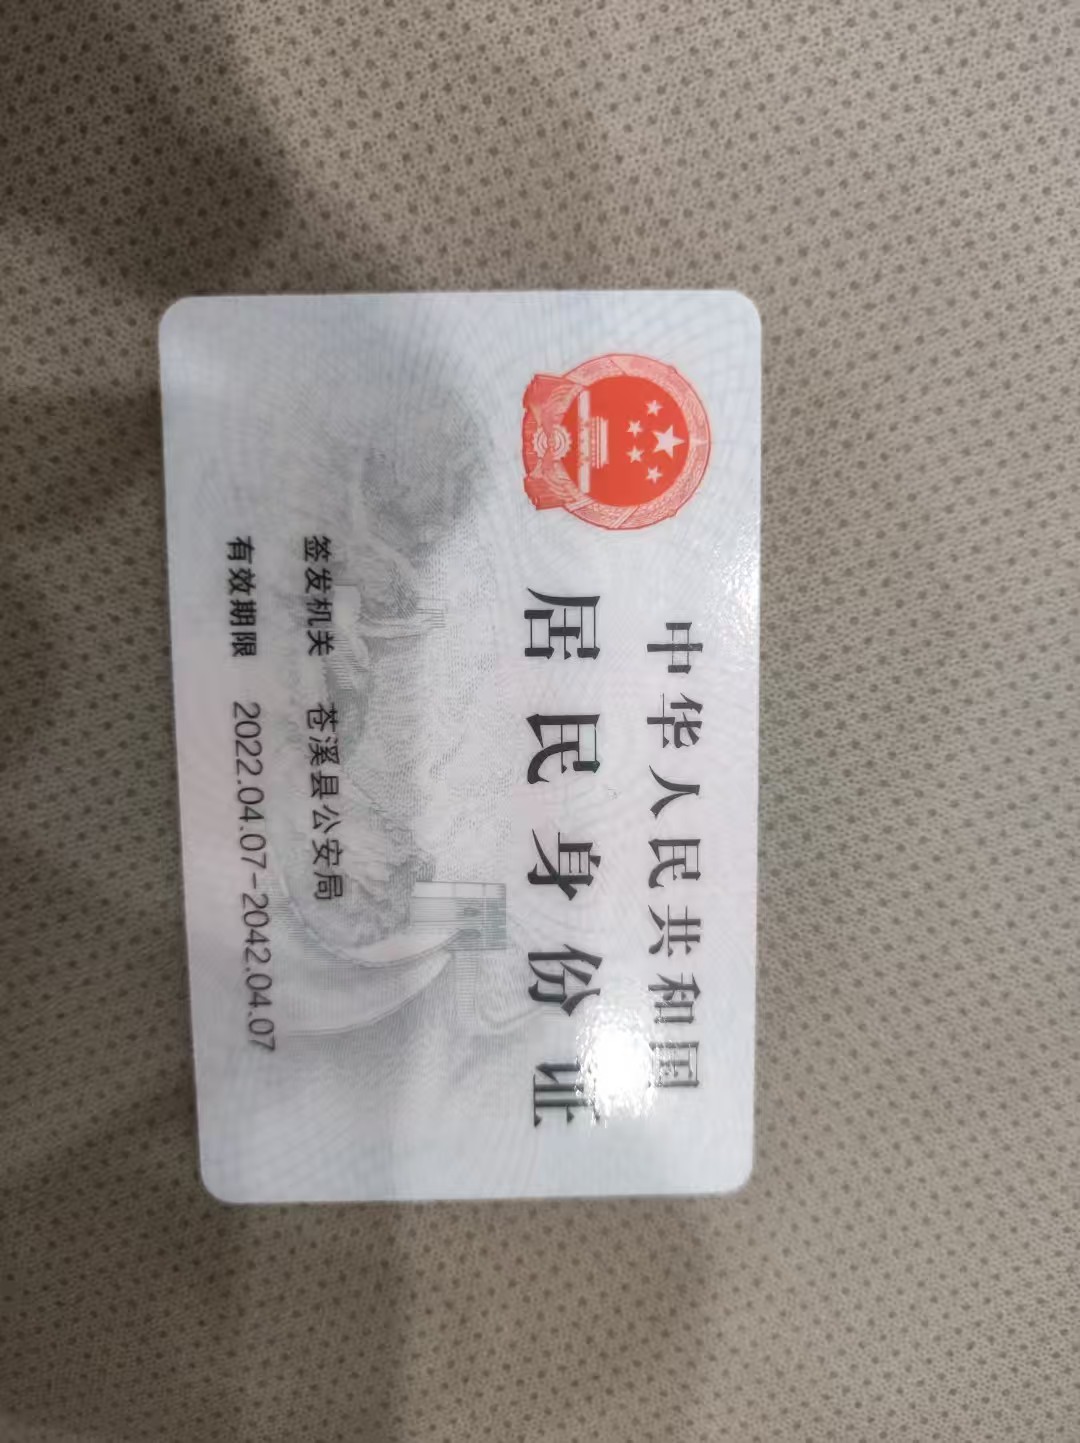 中华人民共和国
居民身份证
签发机关 苍溪县公安局
有效期限 2022.04.07-2042.04.07